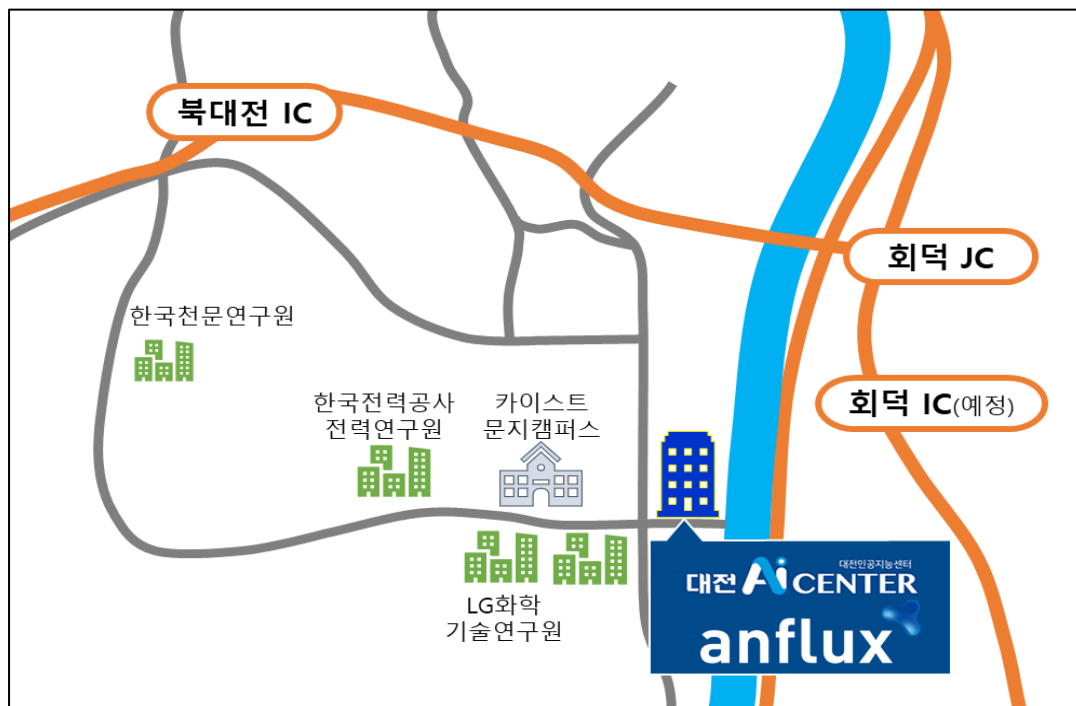 북대전 IC
회덕 JC
한국천문연구원
회덕 IC(예정)
한국전력공사
전력연구원
카이스트
문지캠퍼스
LG화학
기술연구원
대전인공지능센터
대전 Ai CENTER
anflux